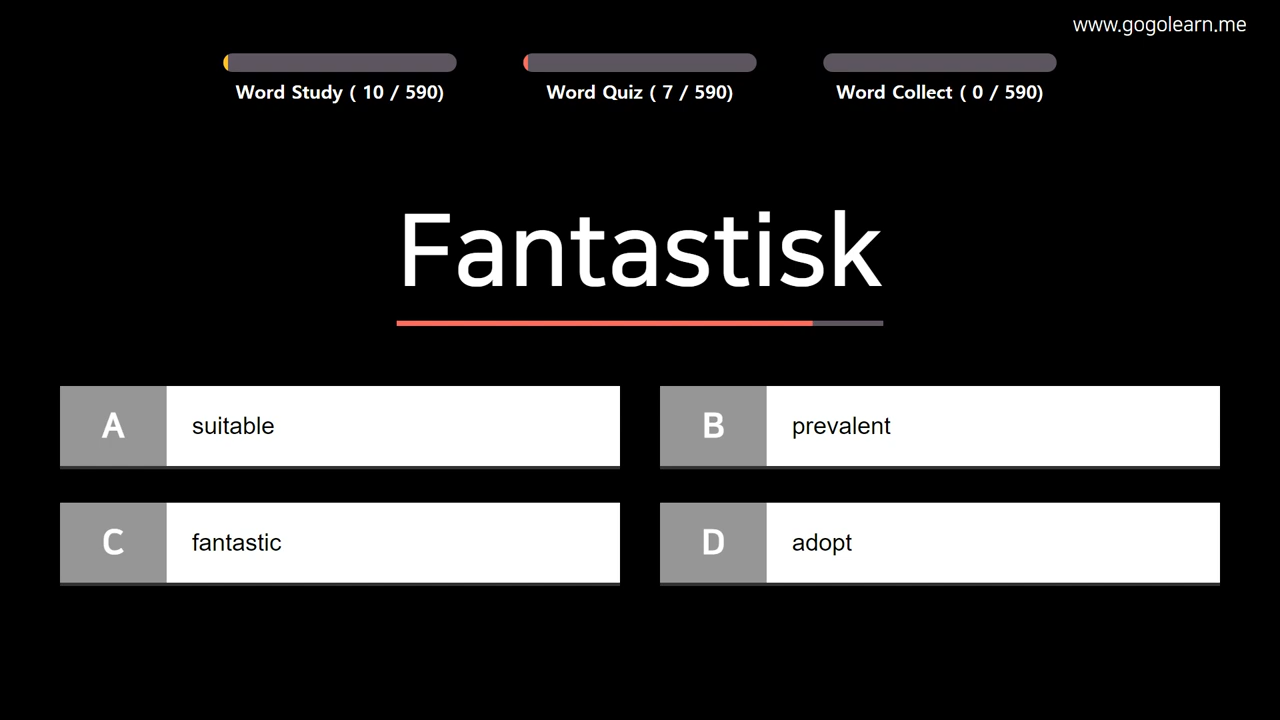 www.gogolearn.me
Word Study ( 10 / 590)
Word Quiz ( 7 / 590)
Word Collect ( 0 / 590)
Fantastisk
A suitable
B prevalent
C fantastic
D adopt